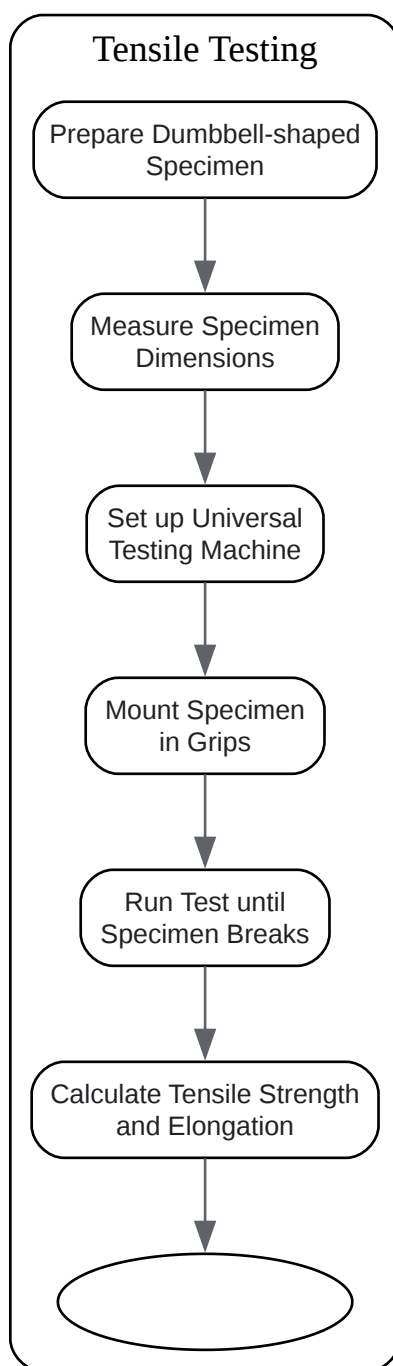 Tensile Testing
Prepare Dumbbell-shaped
Specimen
Measure Specimen
Dimensions
Set up Universal
Testing Machine
Mount Specimen
in Grips
Run Test until
Specimen Breaks
Calculate Tensile Strength
and Elongation